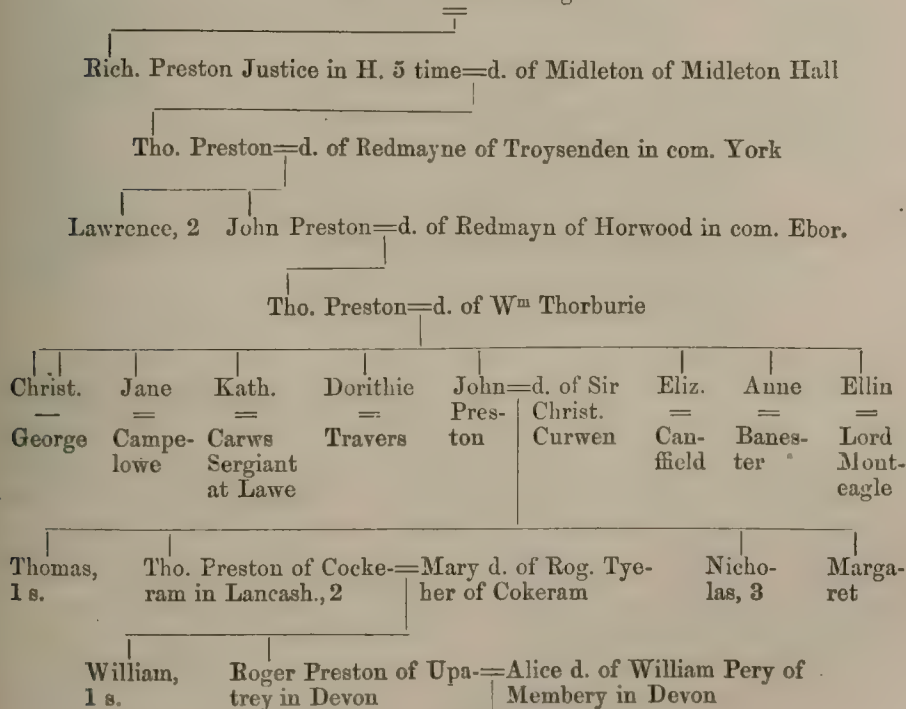 Rich. Preston Justice in H. 5 time=d. of Midleton of Midleton Hall
Tho. Preston=d. of Redmayne of Troysenden in com. York
Lawrence, 2 John Preston=d. of Redmayn of Horwood in com. Ebor.
Tho. Preston=d. of Wm Thorburie
Christ. Jane Kath. Dorithie John=d. of Sir Eliz. Anne Ellin
— = = = Pres- Christ. = = =
George Campe- Carws Travers ton Curwen Can- Banes- Lord
lowe Sergiant ffield ter Mont-
at Lawe eagle
Thomas, Tho. Preston of Cocke-=Mary d. of Rog. Tye- Nicho- Marga-
1 s. ram in Lancash., 2 her of Cokeram las, 3 ret
William, Roger Preston of Upa-=Alice d. of William Pery of
1 s. trey in Devon Membery in Devon